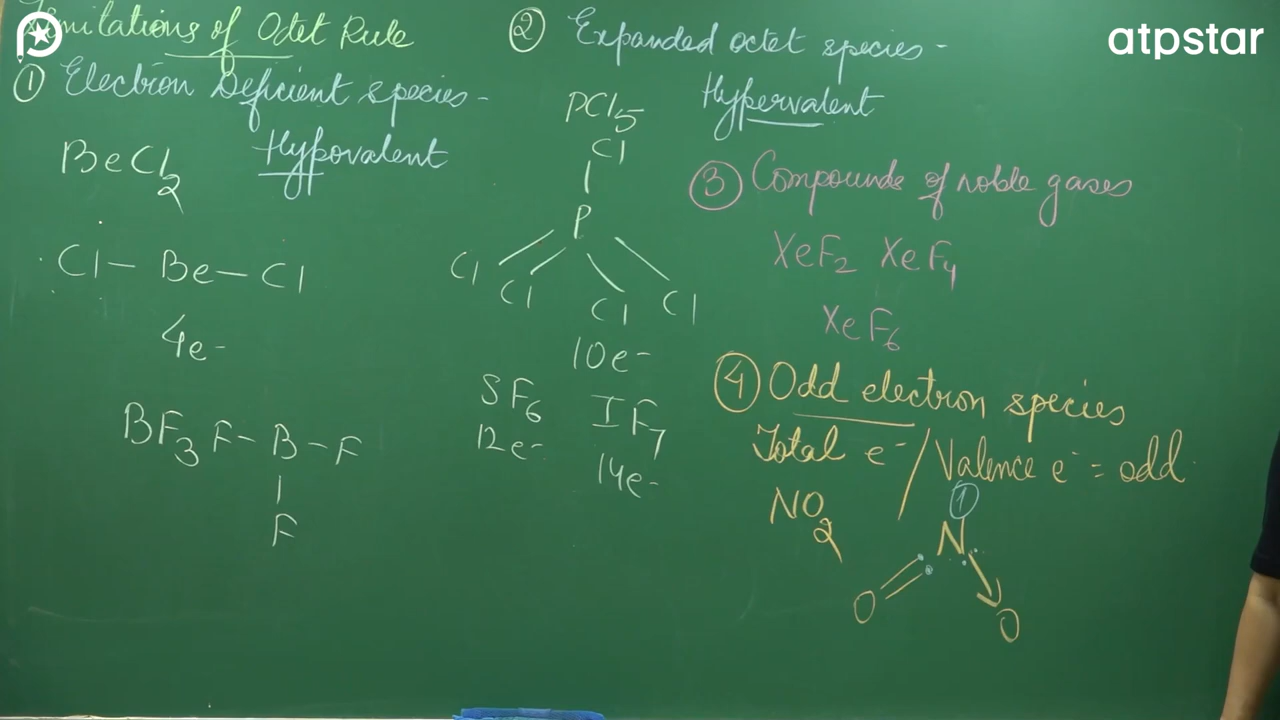 Limitations of Octet Rule
① Electron Deficient species -
Hypovalent
BeCl2
Cl - Be - Cl
4e-
BF3 F - B - F
F
② Expanded octet species -
Hypervalent
PCl5
Cl
P
Cl Cl Cl Cl
10e-
SF6 IF7
12e- 14e-
③ Compounds of noble gases
XeF2 XeF4
XeF6
④ Odd electron species
Total e- / Valence e- = odd
NO2
①
N
O O
atpstar